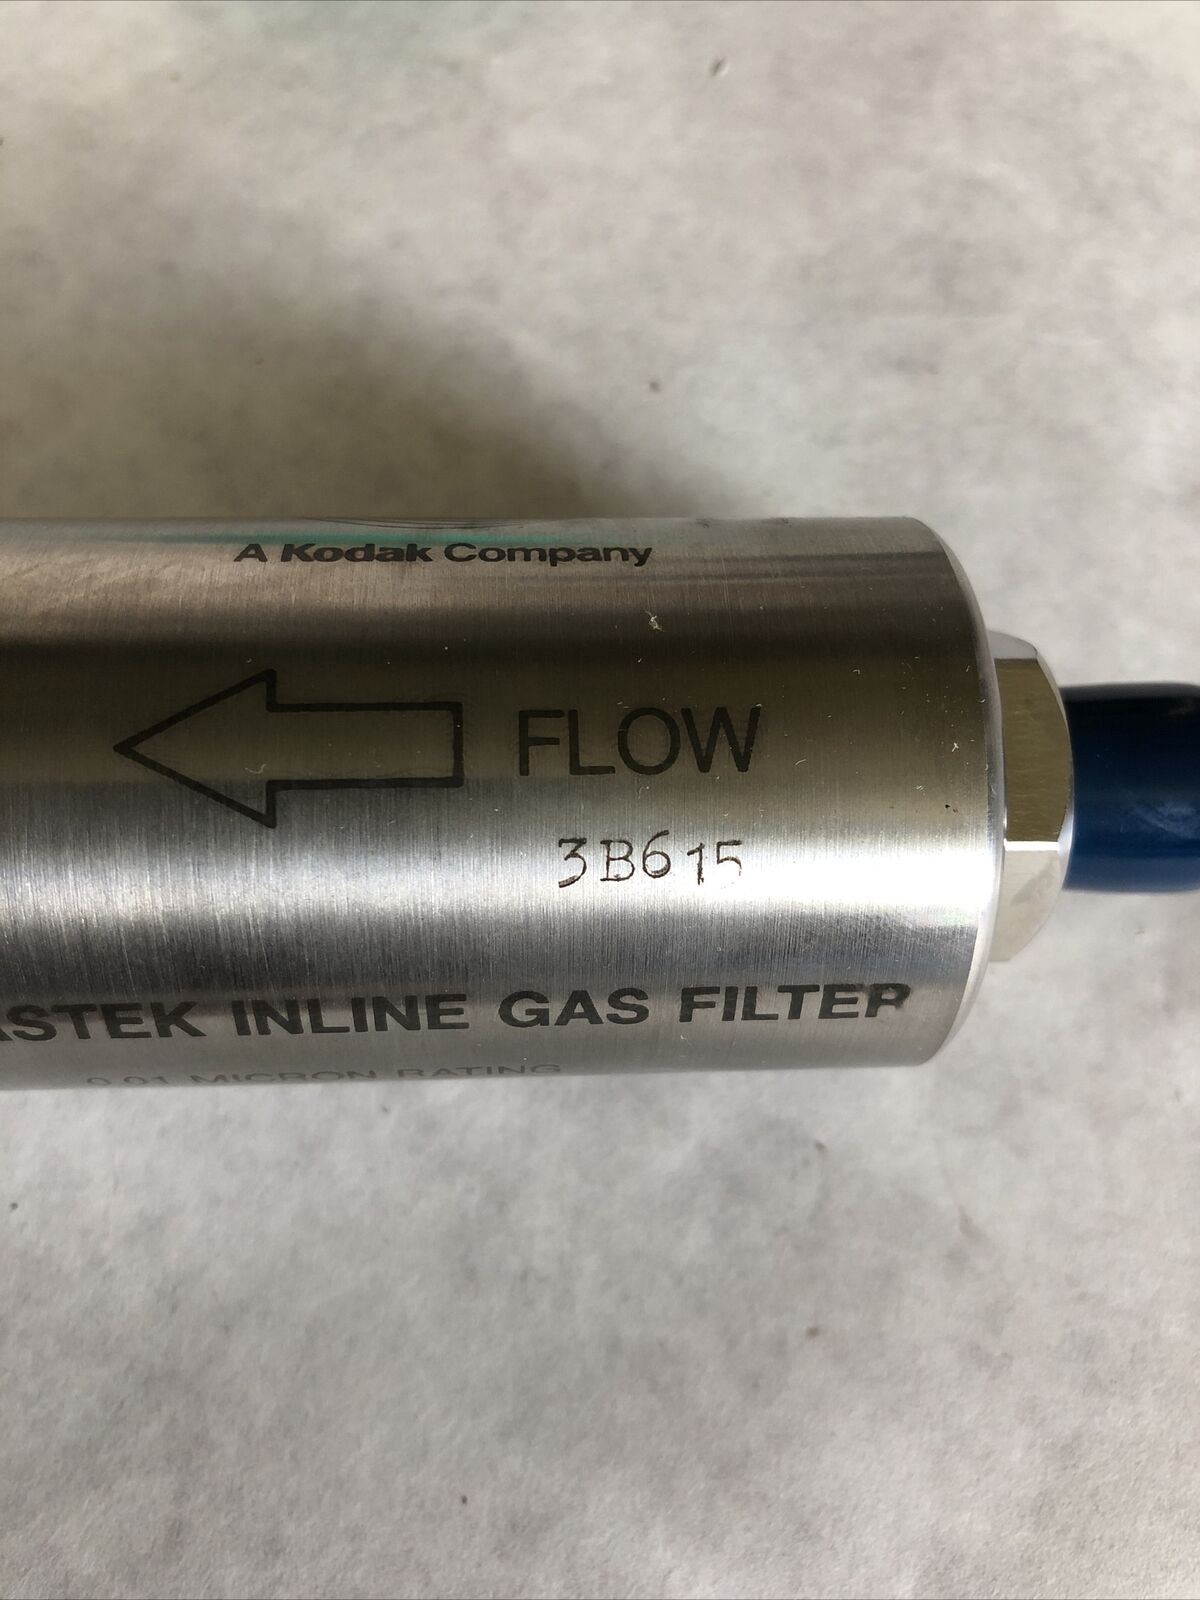 A Kodak Company
FLOW
3B615
ASTEK INLINE GAS FILTER
0.01 MICRON RATING